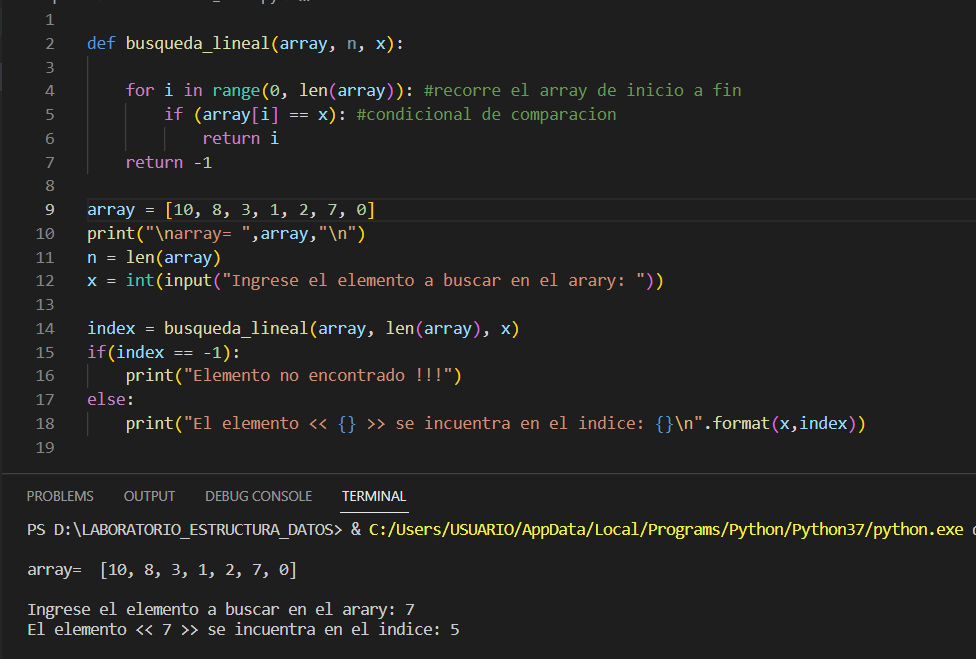 1
2 def busqueda_lineal(array, n, x):
3
4 for i in range(0, len(array)): #recorre el array de inicio a fin
5 if (array[i] == x): #condicional de comparacion
6 return i
7 return -1
8
9 array = [10, 8, 3, 1, 2, 7, 0]
10 print("\narray= ",array,"\n")
11 n = len(array)
12 x = int(input("Ingrese el elemento a buscar en el arary: "))
13
14 index = busqueda_lineal(array, len(array), x)
15 if(index == -1):
16 print("Elemento no encontrado !!!")
17 else:
18 print("El elemento << {} >> se incuentra en el indice: {}\n".format(x,index))
19
PROBLEMS OUTPUT DEBUG CONSOLE TERMINAL
PS D:\LABORATORIO_ESTRUCTURA_DATOS> & C:/Users/USUARIO/AppData/Local/Programs/Python/Python37/python.exe
array= [10, 8, 3, 1, 2, 7, 0]
Ingrese el elemento a buscar en el arary: 7
El elemento << 7 >> se incuentra en el indice: 5